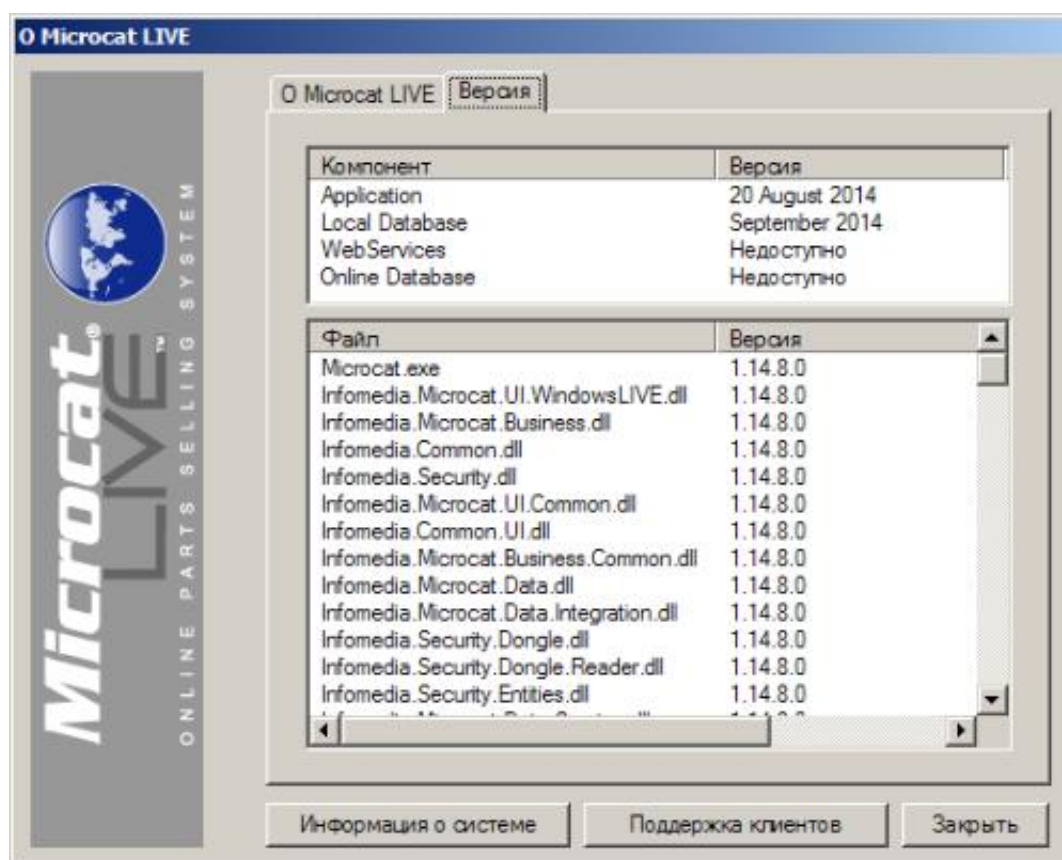 О Microcat LIVE
О Microcat LIVE Версия
Компонент Версия
Application 20 August 2014
Local Database September 2014
WebServices Недоступно
Online Database Недоступно
Файл Версия
Microcat.exe 1.14.8.0
Infomedia.Microcat.UI.WindowsLIVE.dll 1.14.8.0
Infomedia.Microcat.Business.dll 1.14.8.0
Infomedia.Common.dll 1.14.8.0
Infomedia.Security.dll 1.14.8.0
Infomedia.Microcat.UI.Common.dll 1.14.8.0
Infomedia.Common.UI.dll 1.14.8.0
Infomedia.Microcat.Business.Common.dll 1.14.8.0
Infomedia.Microcat.Data.dll 1.14.8.0
Infomedia.Microcat.Data.Integration.dll 1.14.8.0
Infomedia.Security.Dongle.dll 1.14.8.0
Infomedia.Security.Dongle.Reader.dll 1.14.8.0
Infomedia.Security.Entities.dll 1.14.8.0
Microcat.®
LIVE™
ONLINE PARTS SELLING SYSTEM
Информация о системе Поддержка клиентов Закрыть